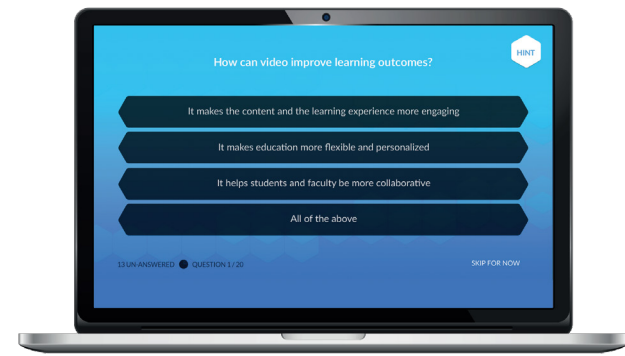 HINT
How can video improve learning outcomes?
It makes the content and the learning experience more engaging
It makes education more flexible and personalized
It helps students and faculty be more collaborative
All of the above
13 UN-ANSWERED QUESTION 1 / 20
SKIP FOR NOW